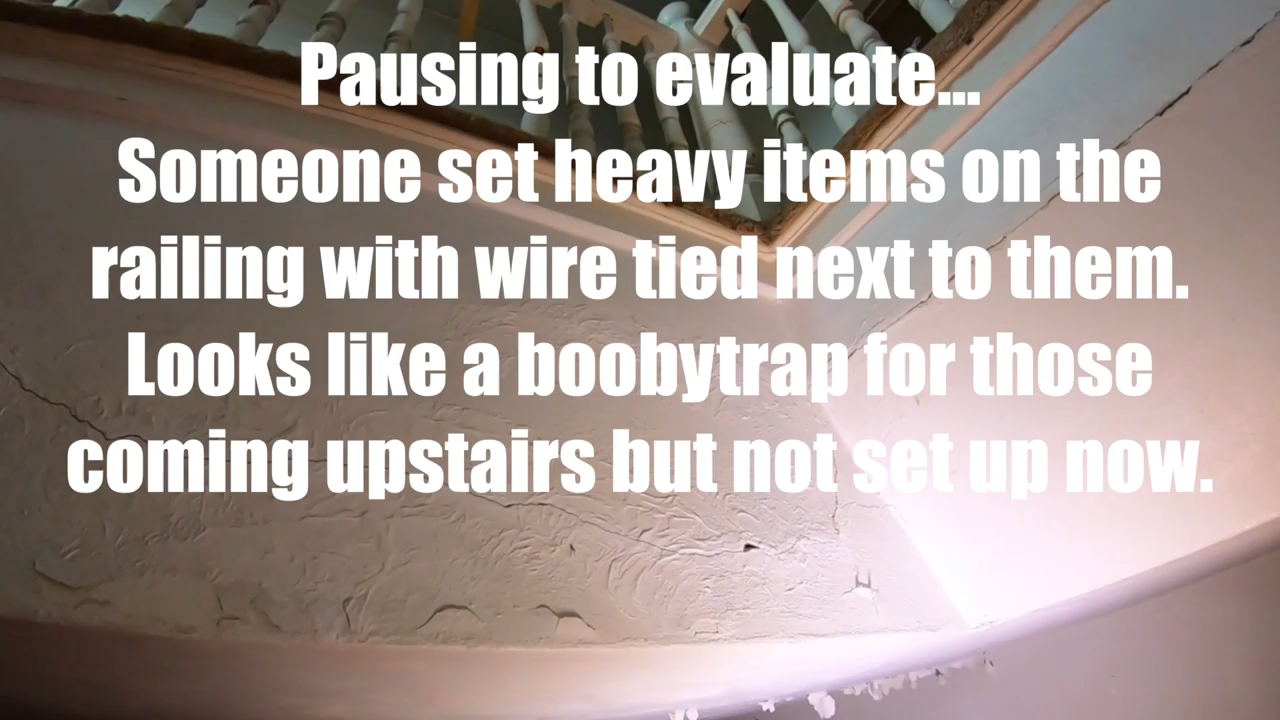 Pausing to evaluate...
Someone set heavy items on the
railing with wire tied next to them.
Looks like a boobytrap for those
coming upstairs but not set up now.